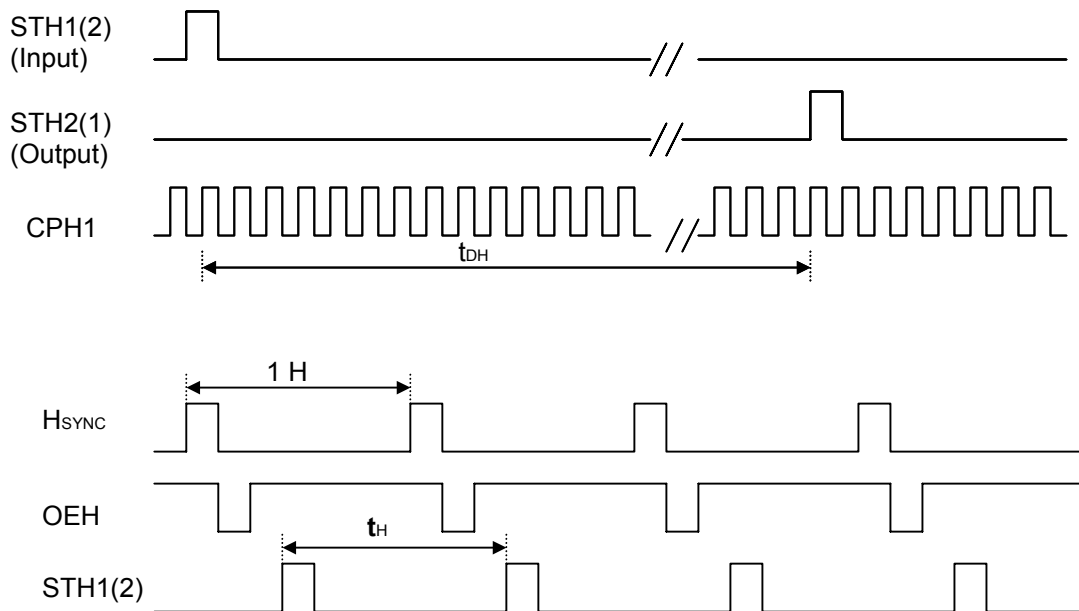 STH1(2)
(Input)
STH2(1)
(Output)
CPH1
tDH
1 H
HSYNC
OEH
tH
STH1(2)